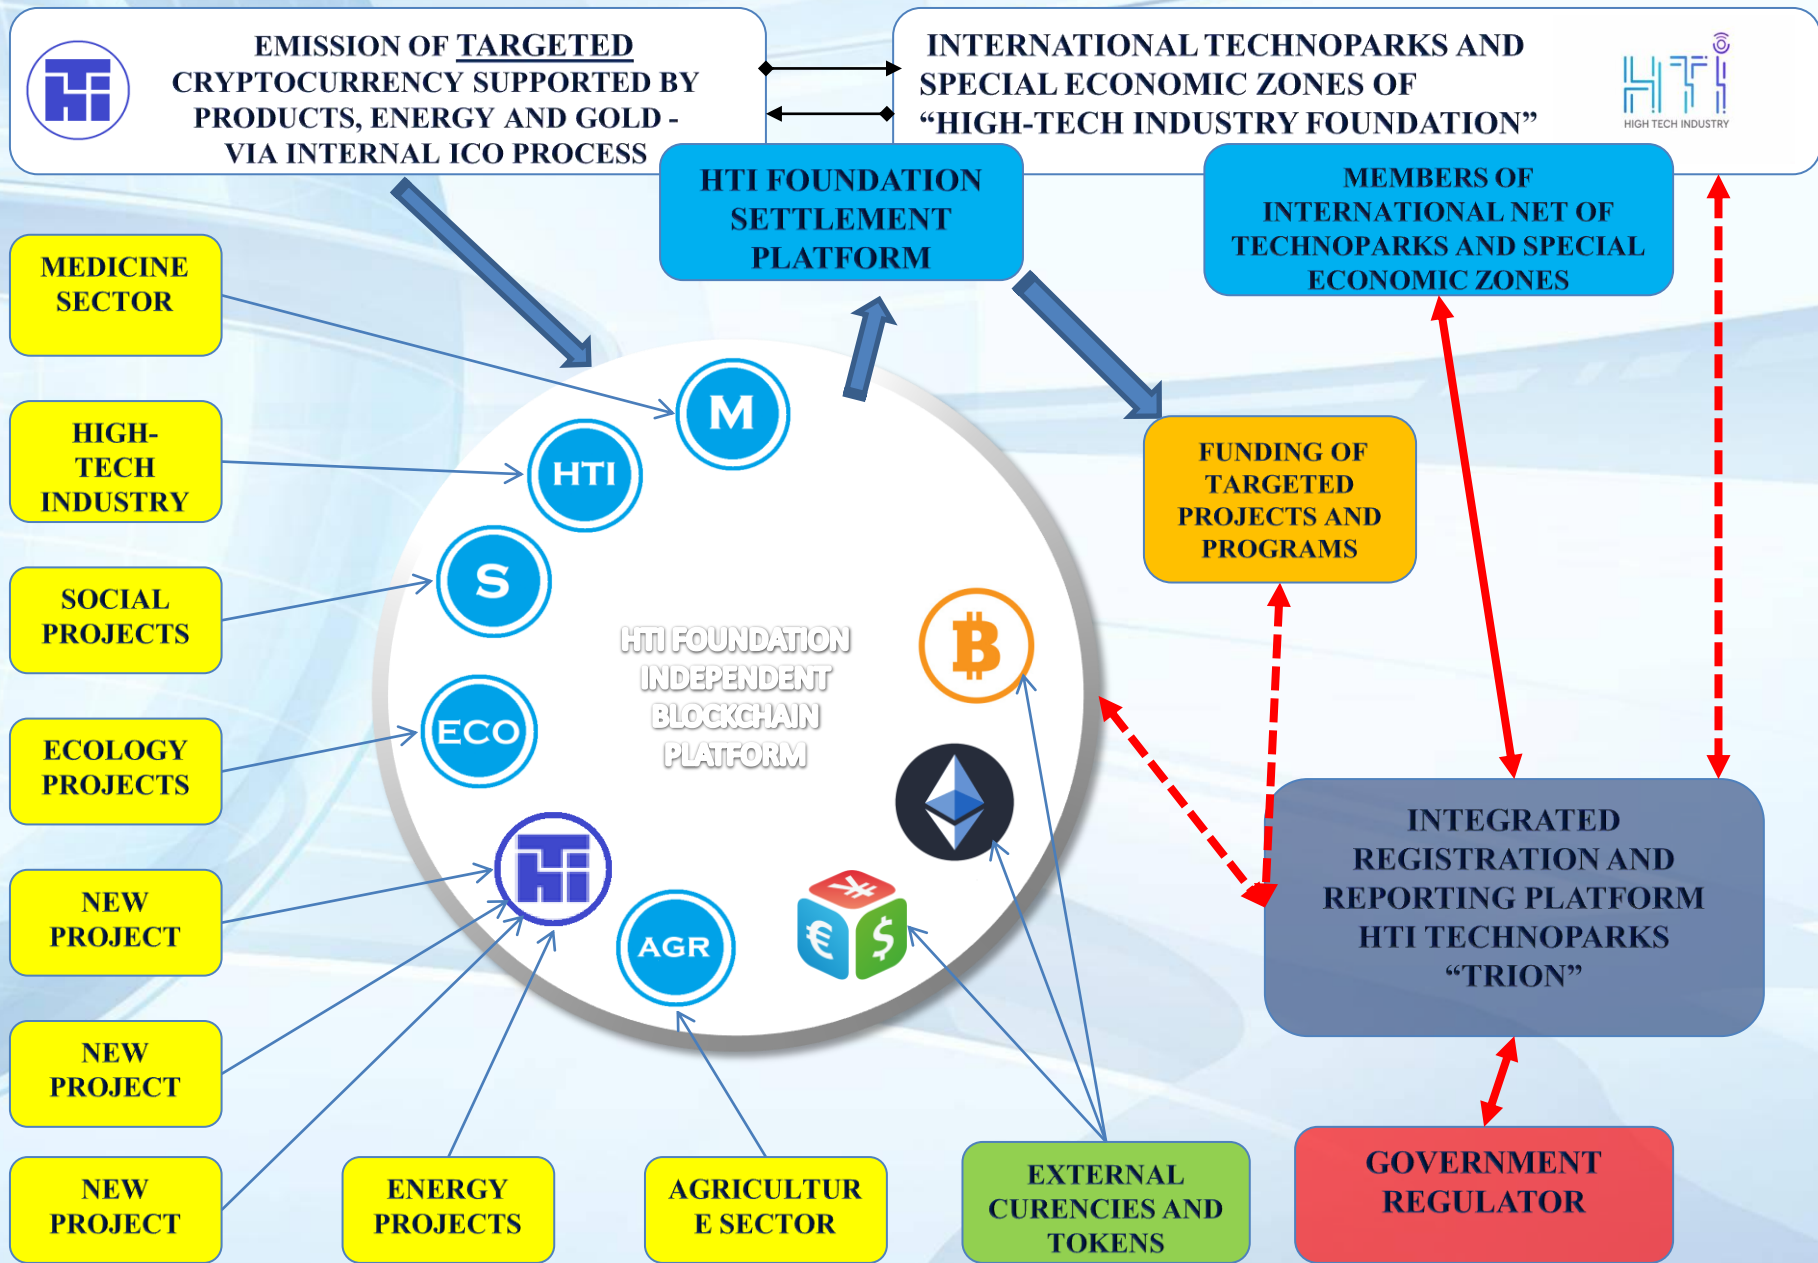 EMISSION OF TARGETED
CRYPTOCURRENCY SUPPORTED BY
PRODUCTS, ENERGY AND GOLD -
VIA INTERNAL ICO PROCESS
INTERNATIONAL TECHNOPARKS AND
SPECIAL ECONOMIC ZONES OF
“HIGH-TECH INDUSTRY FOUNDATION”
HTI
HIGH TECH INDUSTRY
HTI FOUNDATION
SETTLEMENT
PLATFORM
MEMBERS OF
INTERNATIONAL NET OF
TECHNOPARKS AND SPECIAL
ECONOMIC ZONES
MEDICINE
SECTOR
HIGH-
TECH
INDUSTRY
SOCIAL
PROJECTS
ECOLOGY
PROJECTS
NEW
PROJECT
NEW
PROJECT
NEW
PROJECT
ENERGY
PROJECTS
AGRICULTUR
E SECTOR
M
HTI
S
ECO
THi
AGR
HTI FOUNDATION
INDEPENDENT
BLOCKCHAIN
PLATFORM
₿
¥
€ $
FUNDING OF
TARGETED
PROJECTS AND
PROGRAMS
INTEGRATED
REGISTRATION AND
REPORTING PLATFORM
HTI TECHNOPARKS
“TRION”
EXTERNAL
CURENCIES AND
TOKENS
GOVERNMENT
REGULATOR